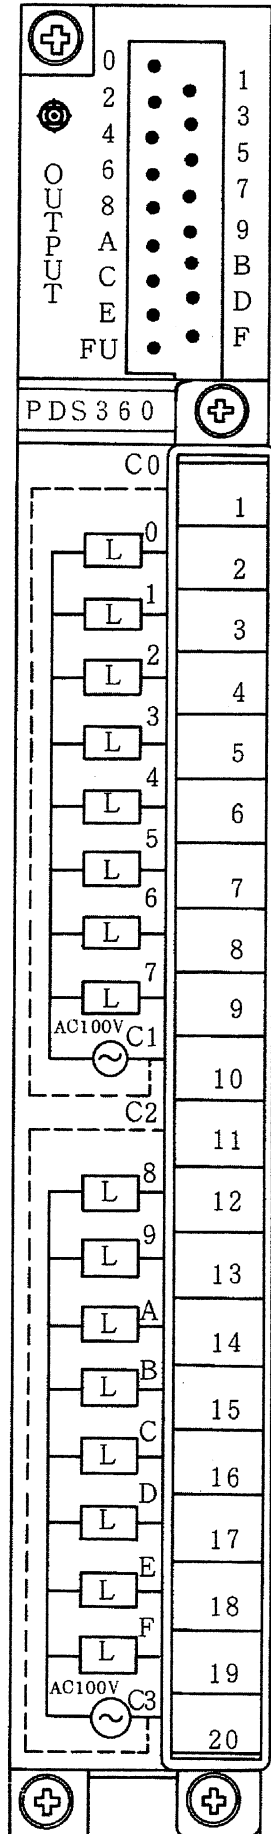 0
1
2
3
4
5
6
7
8
9
A
B
C
D
E
F
FU
OUTPUT
PDS360
C0
1
0
L
2
1
L
3
2
L
4
3
L
5
4
L
6
5
L
7
6
L
8
7
L
9
AC100V
C1
10
C2
11
8
L
12
9
L
13
A
L
14
B
L
15
C
L
16
D
L
17
E
L
18
F
L
19
AC100V
C3
20